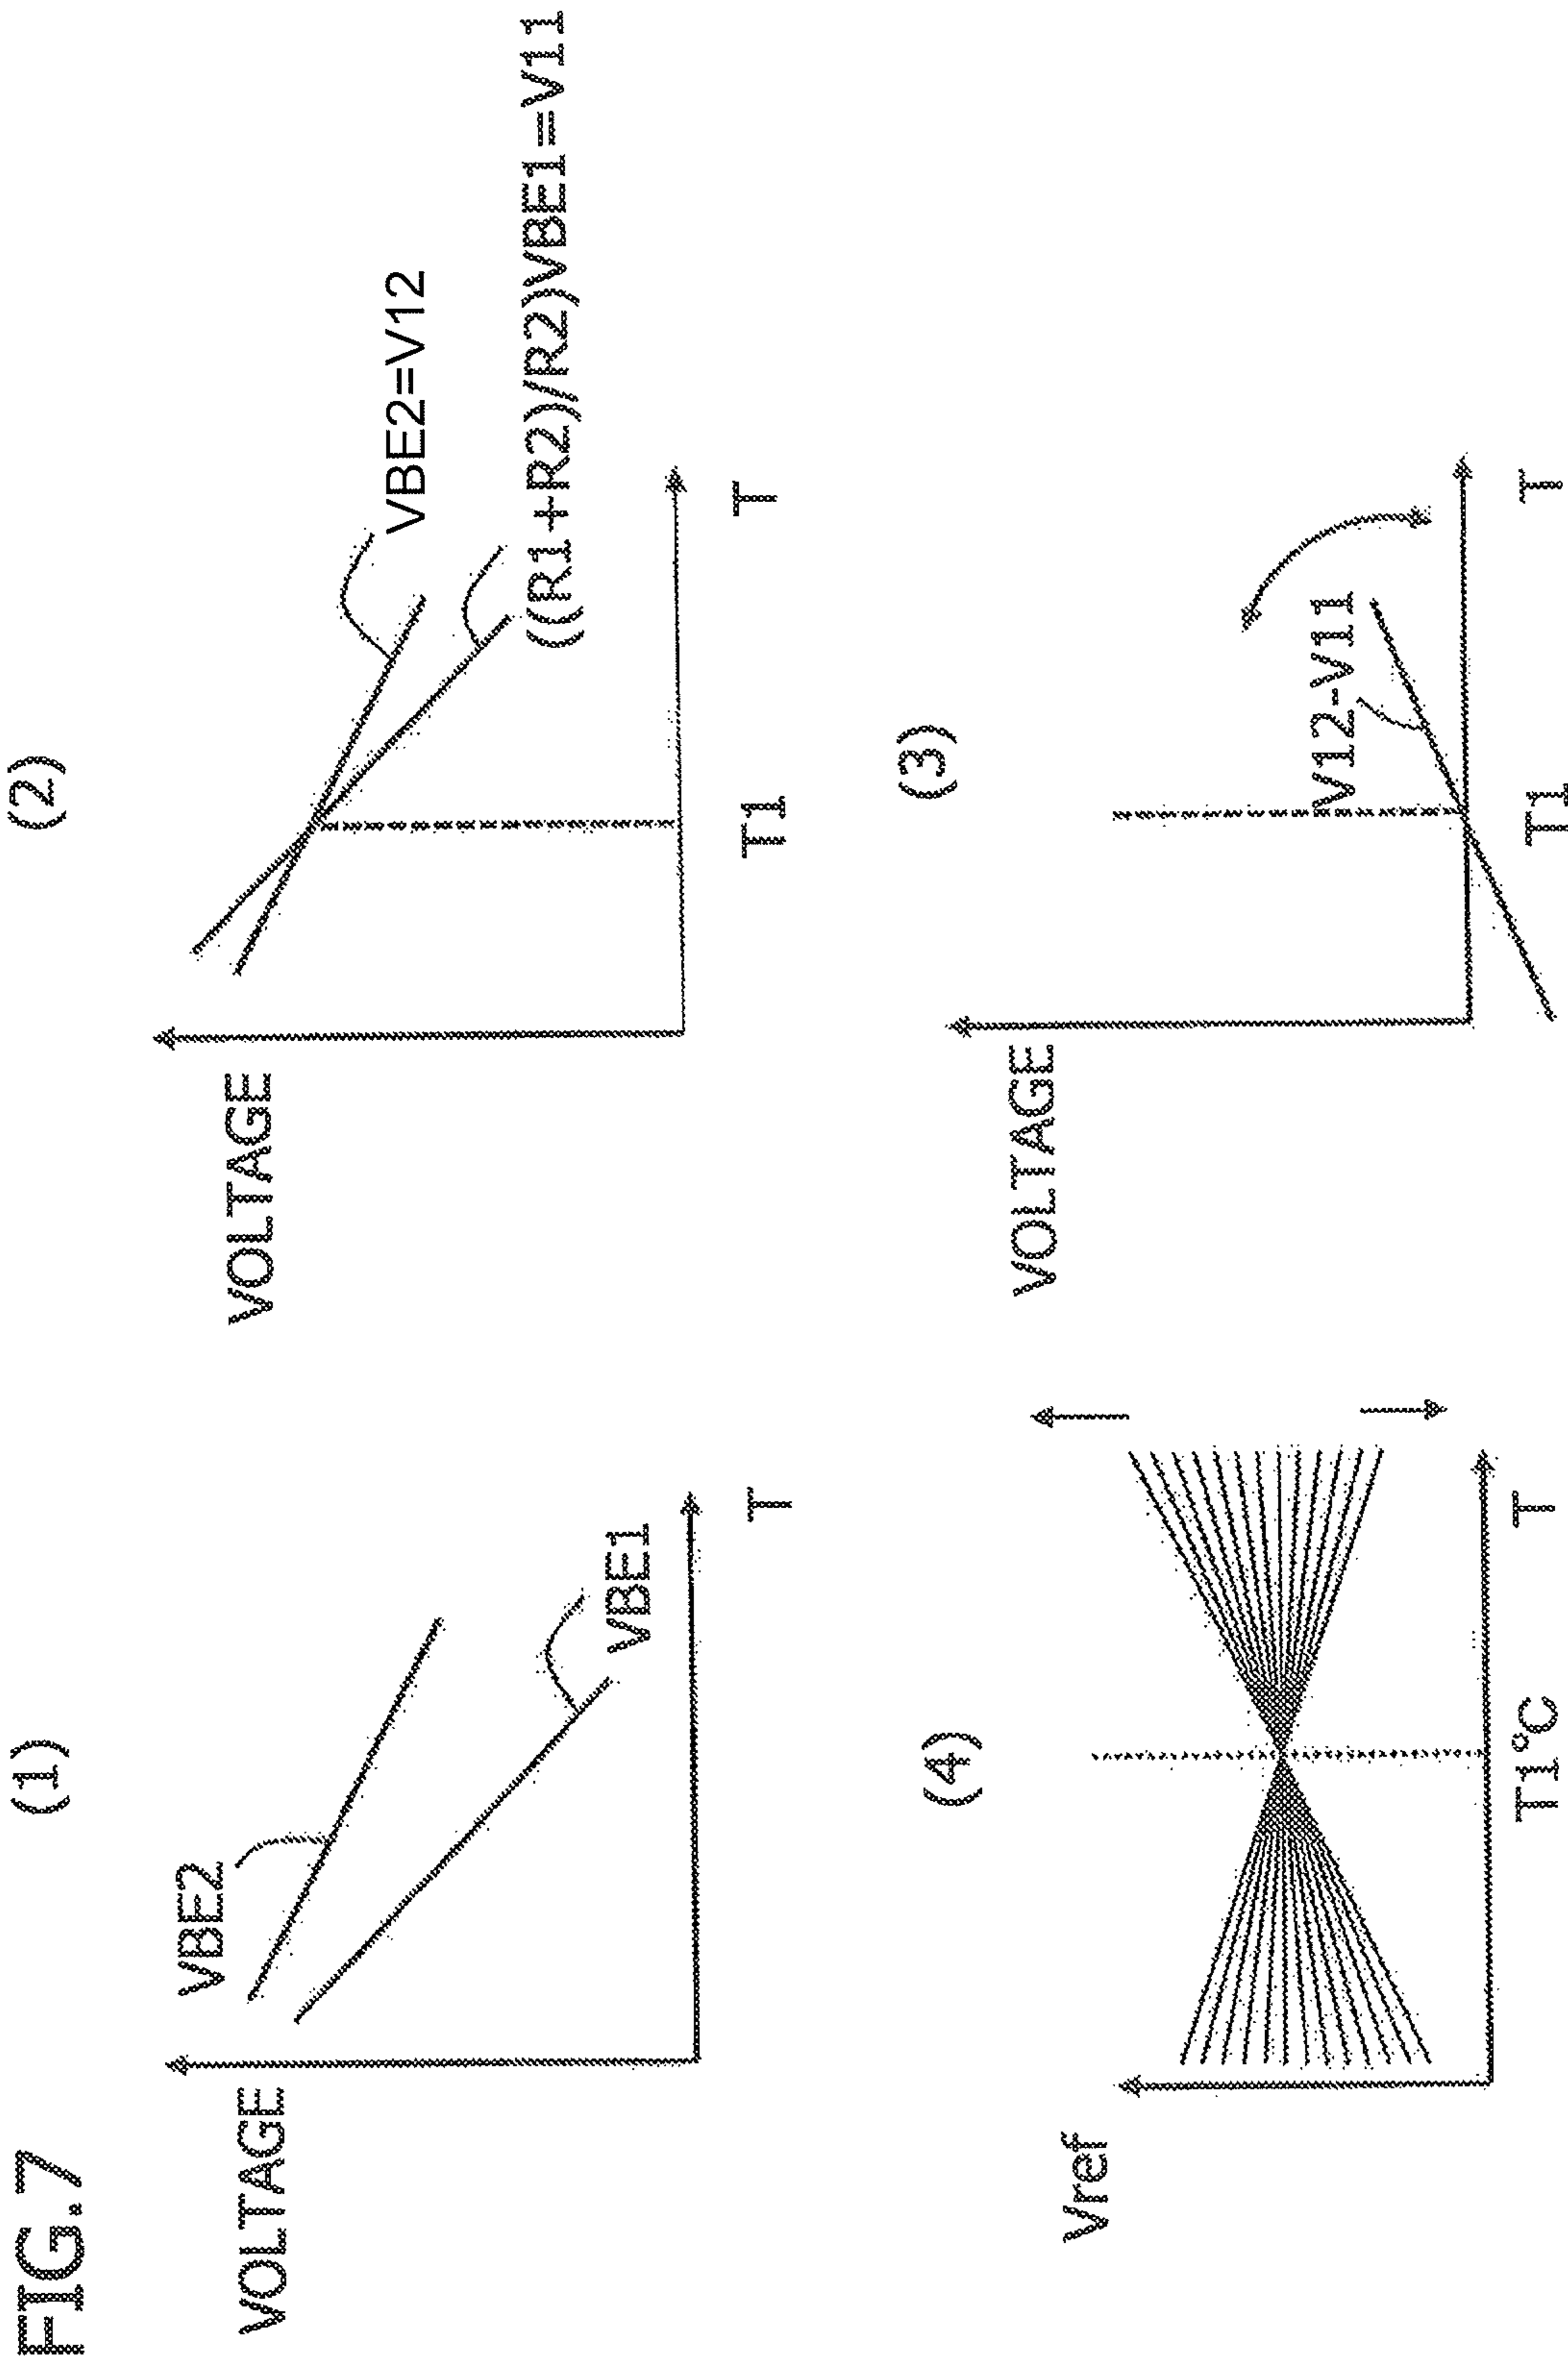 FIG.7
(1)
VOLTAGE
VBE2
VBE1
T
(2)
VOLTAGE
VBE2=V12
((R1+R2)/R2)VBE1=V11
T1
T
(4)
Vref
T1°C
T
(3)
VOLTAGE
V12-V11
T1
T